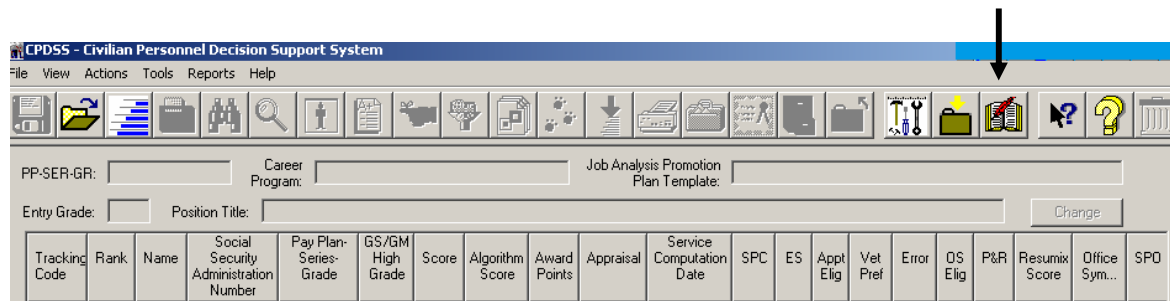 CPDSS - Civilian Personnel Decision Support System
File View Actions Tools Reports Help
PP-SER-GR: Career Program: Job Analysis Promotion Plan Template:
Entry Grade: Position Title: Change
Tracking Code Rank Name Social Security Administration Number Pay Plan-Series-Grade GS/GM High Grade Score Algorithm Score Award Points Appraisal Service Computation Date SPC ES Appt Elig Vet Pref Error OS Elig P&R Resumix Score Office Sym... SPO